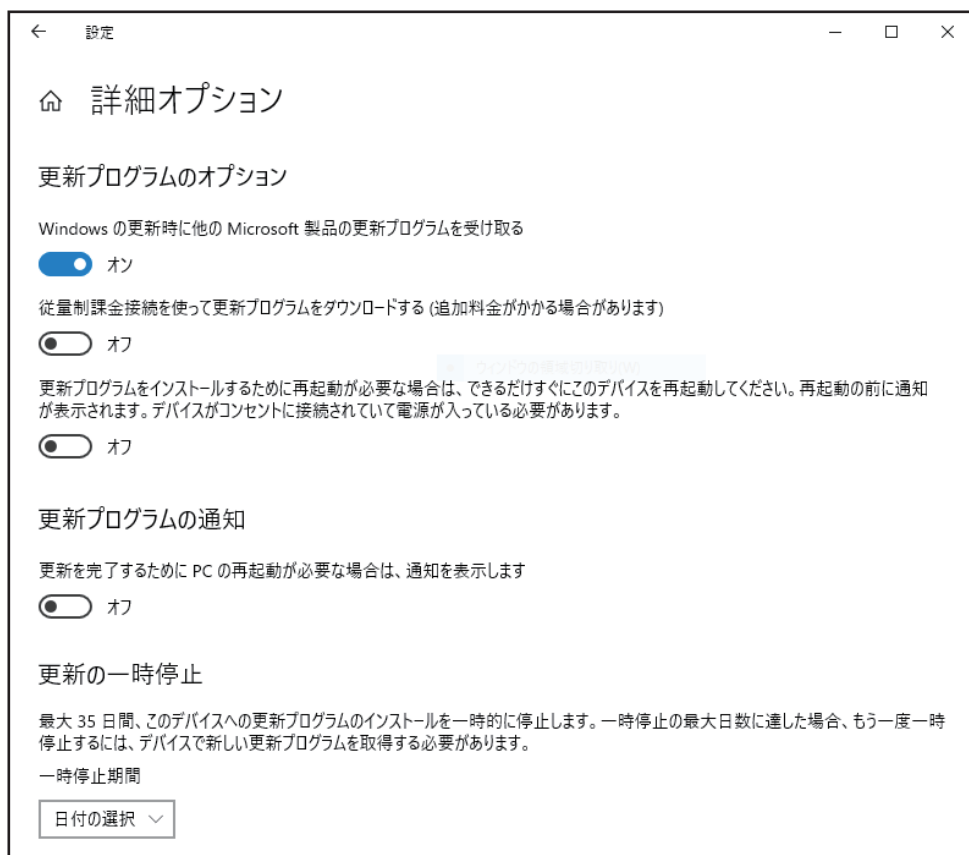 設定
詳細オプション
更新プログラムのオプション
Windows の更新時に他の Microsoft 製品の更新プログラムを受け取る
オン
従量制課金接続を使って更新プログラムをダウンロードする (追加料金がかかる場合があります)
オフ
ウィンドウの領域切り取り(W)
更新プログラムをインストールするために再起動が必要な場合は、できるだけすぐにこのデバイスを再起動してください。再起動の前に通知
が表示されます。デバイスがコンセントに接続されていて電源が入っている必要があります。
オフ
更新プログラムの通知
更新を完了するために PC の再起動が必要な場合は、通知を表示します
オフ
更新の一時停止
最大 35 日間、このデバイスへの更新プログラムのインストールを一時的に停止します。一時停止の最大日数に達した場合、もう一度一時
停止するには、デバイスで新しい更新プログラムを取得する必要があります。
一時停止期間
日付の選択